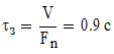 τ₃ = V / Fₙ = 0.9 c